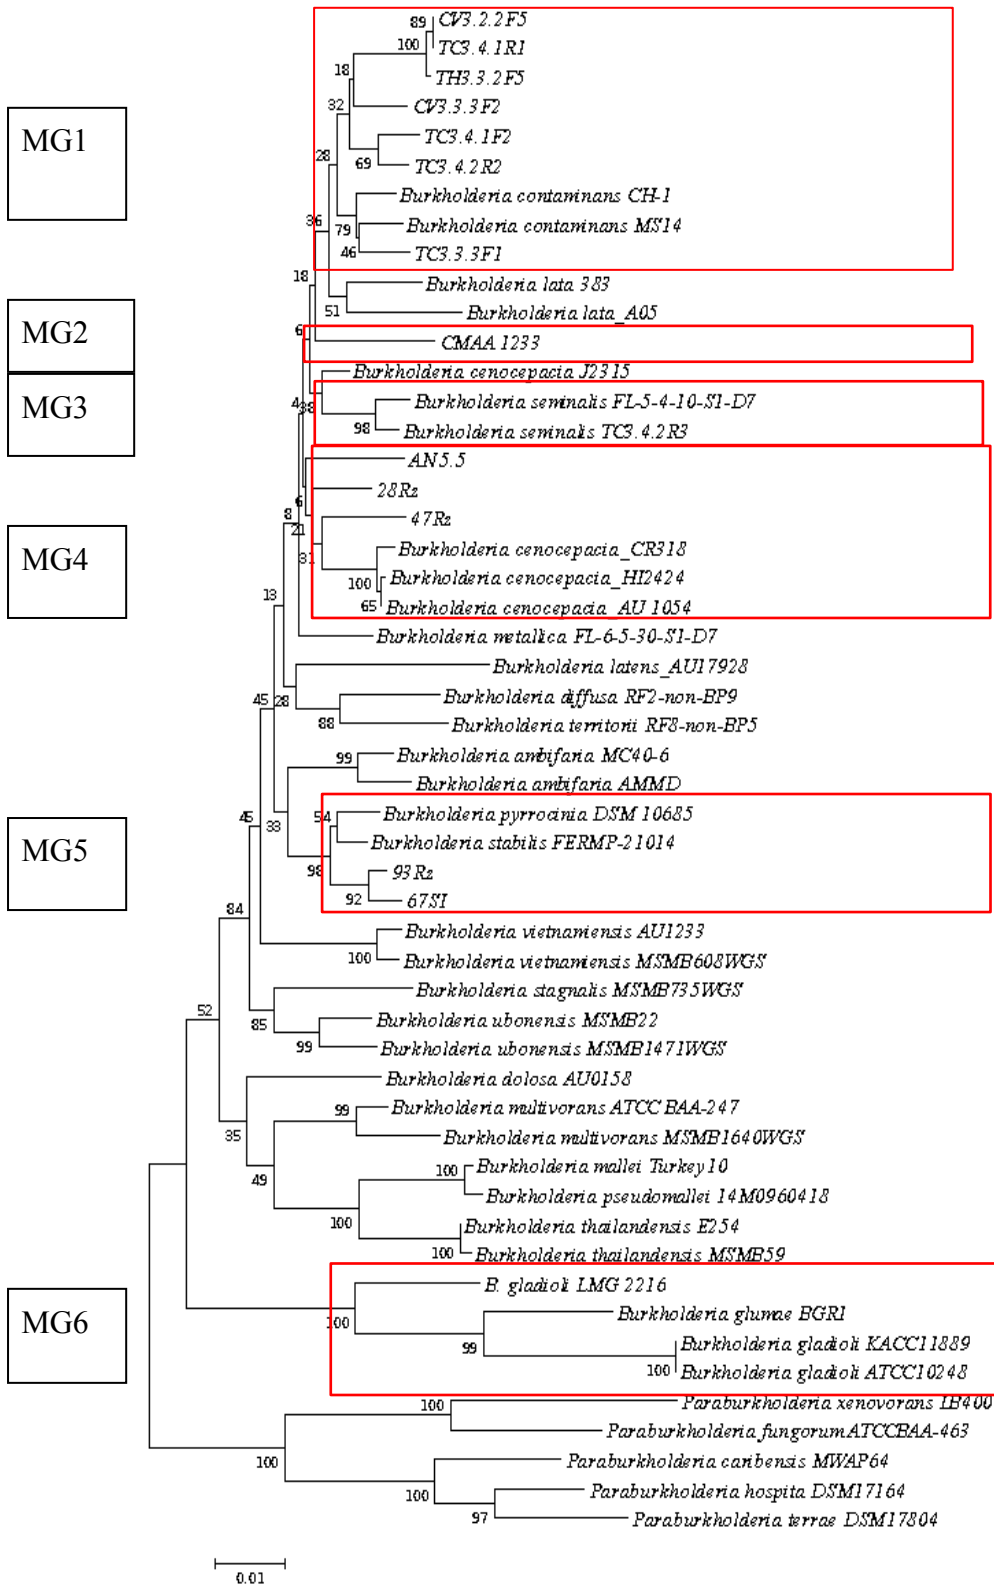 89 CV3.2.2F5
100 TC3.4.1R1
TH3.3.2F5
18
CV3.3.3F2
32
MG1
TC3.4.1F2
69 TC3.4.2R2
28
Burkholderia contaminans CH-1
79 Burkholderia contaminans MS14
36
46 TC3.3.3F1
18
Burkholderia lata 383
51 Burkholderia lata_A05
MG2
6
CMAA 1233
Burkholderia cenocepacia J2315
MG3
4
38
Burkholderia seminalis FL-5-4-10-S1-D7
98 Burkholderia seminalis TC3.4.2R3
AN5.5
28Rz
6
8
21
47Rz
MG4
31
Burkholderia cenocepacia_CR318
100 Burkholderia cenocepacia_HI2424
65 Burkholderia cenocepacia_AU 1054
13
Burkholderia metallica FL-6-5-30-S1-D7
Burkholderia latens_AU17928
45 28
Burkholderia diffusa RF2-non-BP9
88 Burkholderia territorii RF8-non-BP5
99 Burkholderia ambifaria MC40-6
Burkholderia ambifaria AMMD
45 33
54 Burkholderia pyrrocinia DSM 10685
MG5
Burkholderia stabilis FERMP-21014
98 93Rz
92 67SI
84
Burkholderia vietnamiensis AU1233
100 Burkholderia vietnamiensis MSMB608WGS
Burkholderia stagnalis MSMB735WGS
52
85 Burkholderia ubonensis MSMB22
99 Burkholderia ubonensis MSMB1471WGS
Burkholderia dolosa AU0158
99 Burkholderia multivorans ATCC BAA-247
35 Burkholderia multivorans MSMB1640WGS
49
100 Burkholderia mallei Turkey10
Burkholderia pseudomallei 14M0960418
100 Burkholderia thailandensis E254
100 Burkholderia thailandensis MSMB59
B. gladioli LMG 2216
MG6
100 Burkholderia glumae BGR1
99 Burkholderia gladioli KACC11889
100 Burkholderia gladioli ATCC10248
100 Paraburkholderia xenovorans LB400
Paraburkholderia fungorumATCCBAA-463
100
Paraburkholderia caribensis MWAP64
100 Paraburkholderia hospita DSM17164
97 Paraburkholderia terrae DSM17804
0.01